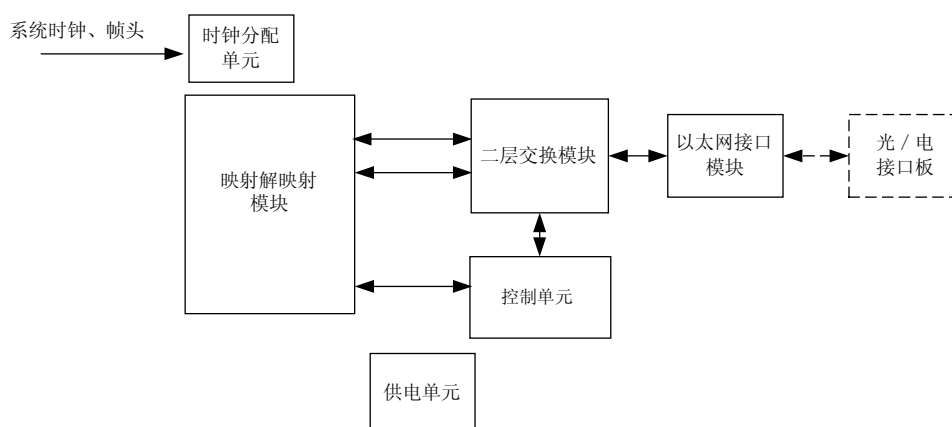 系统时钟、帧头
时钟分配
单元
映射解映射
模块
二层交换模块
以太网接口
模块
光／电
接口板
控制单元
供电单元